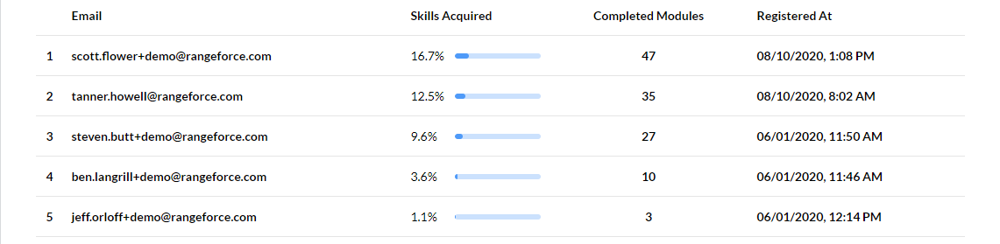 Email Skills Acquired Completed Modules Registered At
1 scott.flower+demo@rangeforce.com 16.7% 47 08/10/2020, 1:08 PM
2 tanner.howell@rangeforce.com 12.5% 35 08/10/2020, 8:02 AM
3 steven.butt+demo@rangeforce.com 9.6% 27 06/01/2020, 11:50 AM
4 ben.langrill+demo@rangeforce.com 3.6% 10 06/01/2020, 11:46 AM
5 jeff.orloff+demo@rangeforce.com 1.1% 3 06/01/2020, 12:14 PM